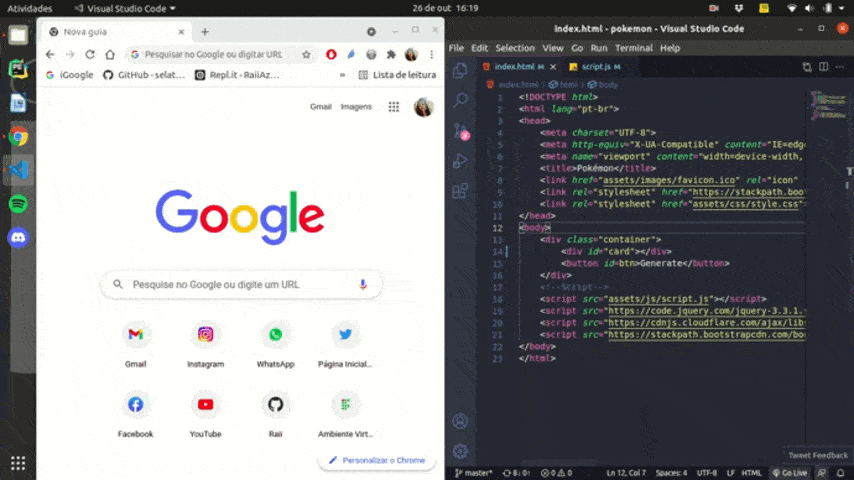 Atividades
Visual Studio Code
26 de out 16:19
Nova guia
Pesquisar no Google ou digitar URL
iGoogle
GitHub - selat...
Repl.it - RaiiAz...
»
Lista de leitura
Gmail
Imagens
Google
Pesquise no Google ou digite um URL
Gmail
Instagram
WhatsApp
Página Inicial...
Facebook
YouTube
Raii
Ambiente Virt...
Personalizar o Chrome
index.html - pokemon - Visual Studio Code
File Edit Selection View Go Run Terminal Help
index.html M
script.js M
index.html > html > body
1 <!DOCTYPE html>
2 <html lang="pt-br">
3 <head>
4 <meta charset="UTF-8">
5 <meta http-equiv="X-UA-Compatible" content="IE=edge
6 <meta name="viewport" content="width=device-width,
7 <title>Pokémon</title>
8 <link href="assets/images/favicon.ico" rel="icon"
9 <link rel="stylesheet" href="https://stackpath.boo
10 <link rel="stylesheet" href="assets/css/style.css">
11 </head>
12 <body>
13 <div class="container">
14 <div id="card"></div>
15 <button id=btn>Generate</button>
16 </div>
17 <!--Script-->
18 <script src="assets/js/script.js"></script>
19 <script src="https://code.jquery.com/jquery-3.3.1.
20 <script src="https://cdnjs.cloudflare.com/ajax/lib
21 <script src="https://stackpath.bootstrapcdn.com/bo
22 </body>
23 </html>
Tweet Feedback
master*
Ln 12, Col 7
Spaces: 4
UTF-8
LF
HTML
Go Live